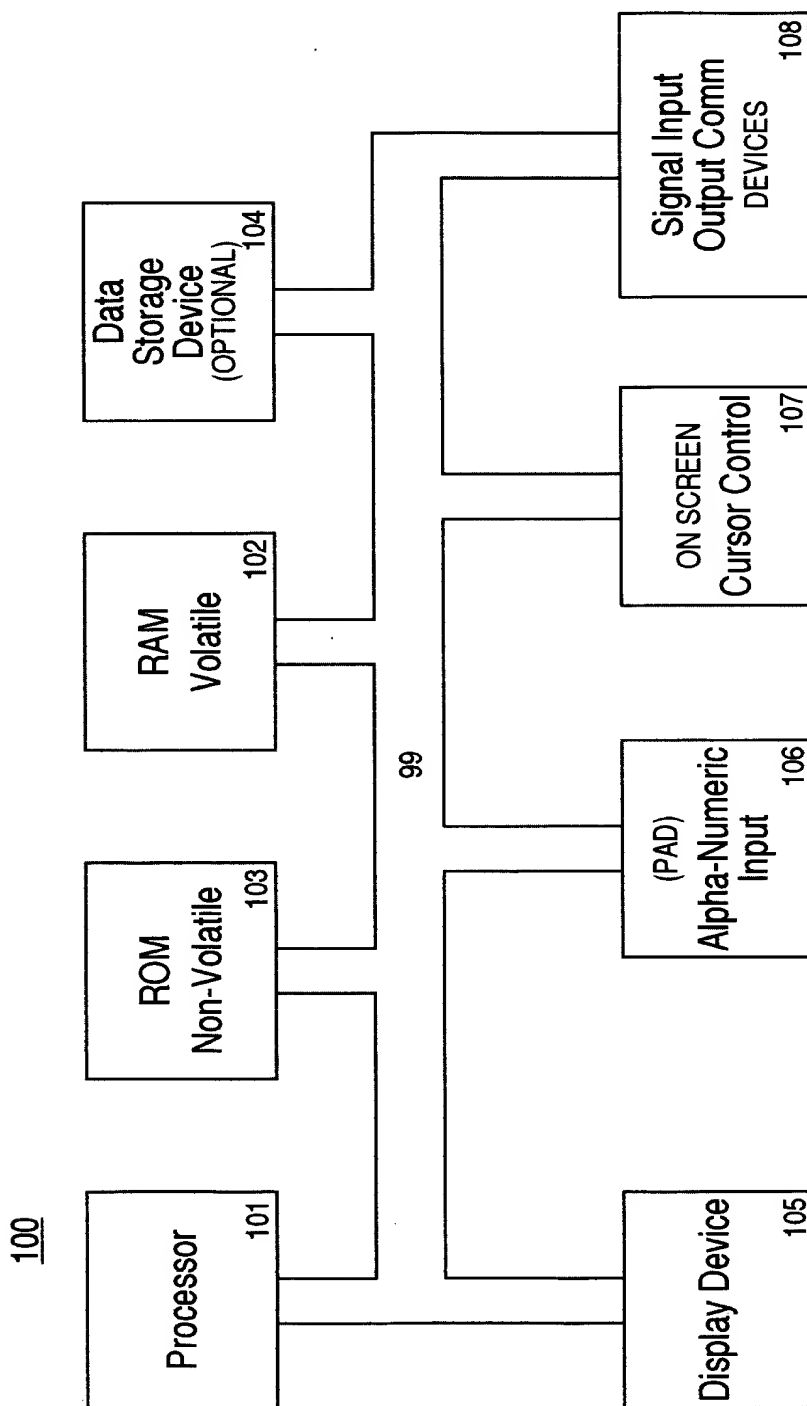 100
Processor
101
ROM
Non-Volatile
103
RAM
Volatile
102
Data
Storage
Device
(OPTIONAL)
104
99
Display Device
105
(PAD)
Alpha-Numeric
Input
106
ON SCREEN
Cursor Control
107
Signal Input
Output Comm
DEVICES
108